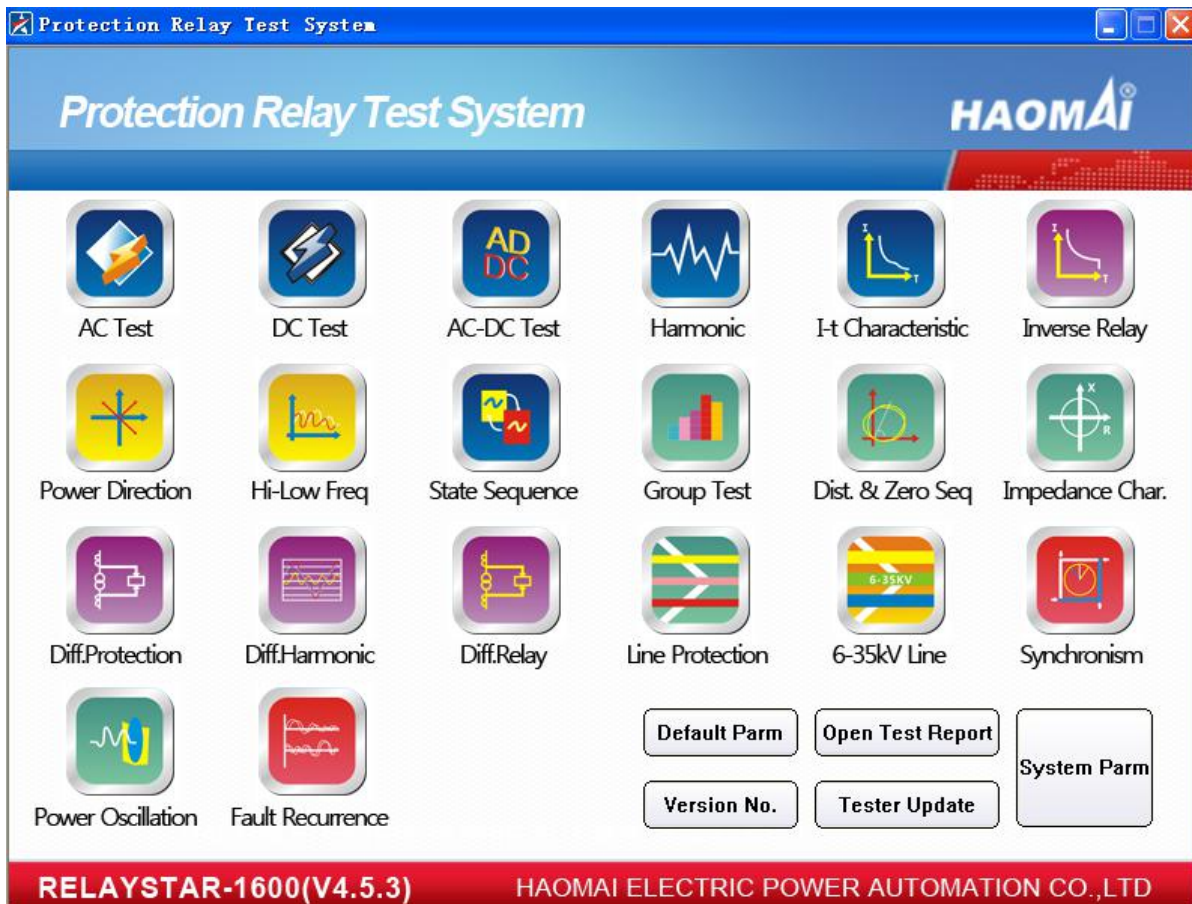 Protection Relay Test System
Protection Relay Test System
HAOMAi®
AD
DC
I
T
I
T
AC Test DC Test AC-DC Test Harmonic I-t Characteristic Inverse Relay
X
R
Power Direction Hi-Low Freq State Sequence Group Test Dist. & Zero Seq Impedance Char.
6-35KV
Diff.Protection Diff.Harmonic Diff.Relay Line Protection 6-35kV Line Synchronism
Default Parm Open Test Report
System Parm
Version No. Tester Update
Power Oscillation Fault Recurrence
RELAYSTAR-1600(V4.5.3) HAOMAI ELECTRIC POWER AUTOMATION CO.,LTD